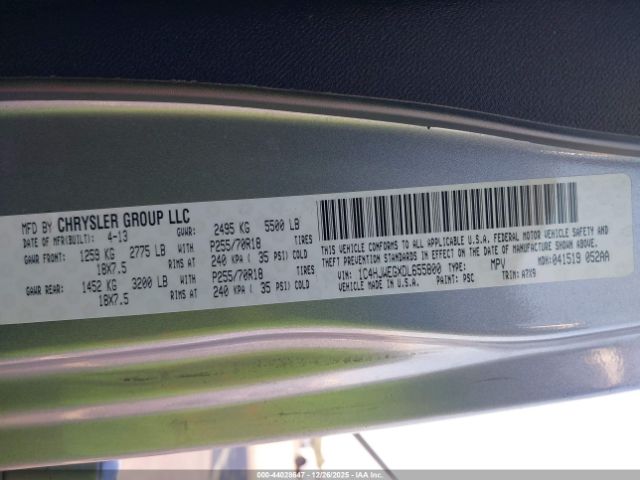 MFD BY CHRYSLER GROUP LLC
DATE OF MFR(BUILT): 4-13 GVWR: 2495 KG 5500 LB
GAWR FRONT: 1259 KG 2775 LB WITH P255/70R18 TIRES
18X7.5 RIMS AT 240 KPA ( 35 PSI) COLD
GAWR REAR: 1452 KG 3200 LB WITH P255/70R18 TIRES
18X7.5 RIMS AT 240 KPA ( 35 PSI) COLD
THIS VEHICLE CONFORMS TO ALL APPLICABLE U.S.A. FEDERAL MOTOR VEHICLE SAFETY AND
THEFT PREVENTION STANDARDS IN EFFECT ON THE DATE OF MANUFACTURE SHOWN ABOVE.
VIN: 1C4HJWEGXDL655800 TYPE: MPV MDH: 041519 052AA
MADE IN U.S.A. PAINT: PSC TRIM: A7X9
000-44028647 - 12/26/2025 - IAAI.COM